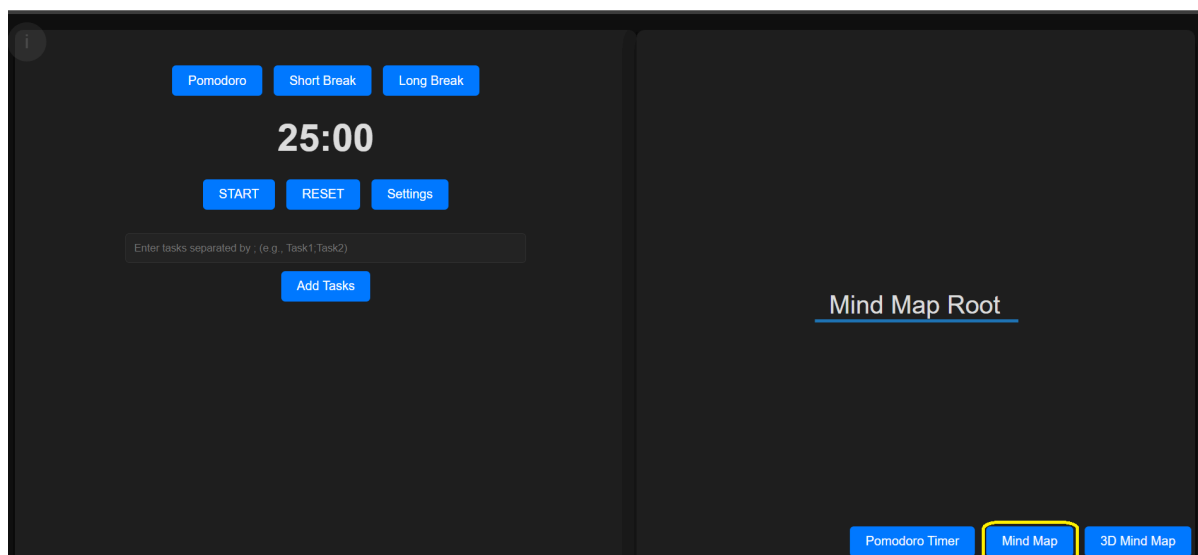 i
Pomodoro Short Break Long Break
25:00
START RESET Settings
Enter tasks separated by ; (e.g., Task1;Task2)
Add Tasks
Mind Map Root
Pomodoro Timer Mind Map 3D Mind Map